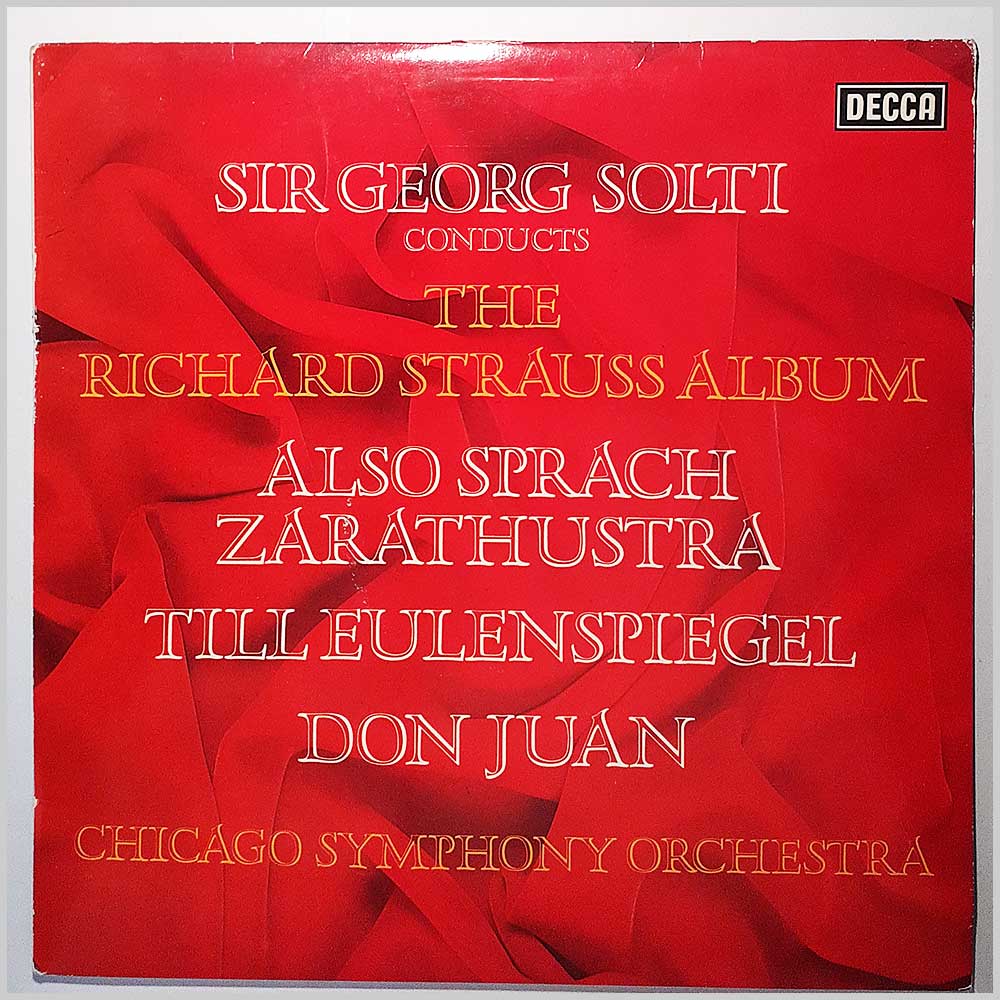 DECCA
SIR GEORG SOLTI
CONDUCTS
THE
RICHARD STRAUSS ALBUM
ALSO SPRACH
ZARATHUSTRA
TILL EULENSPIEGEL
DON JUAN
CHICAGO SYMPHONY ORCHESTRA